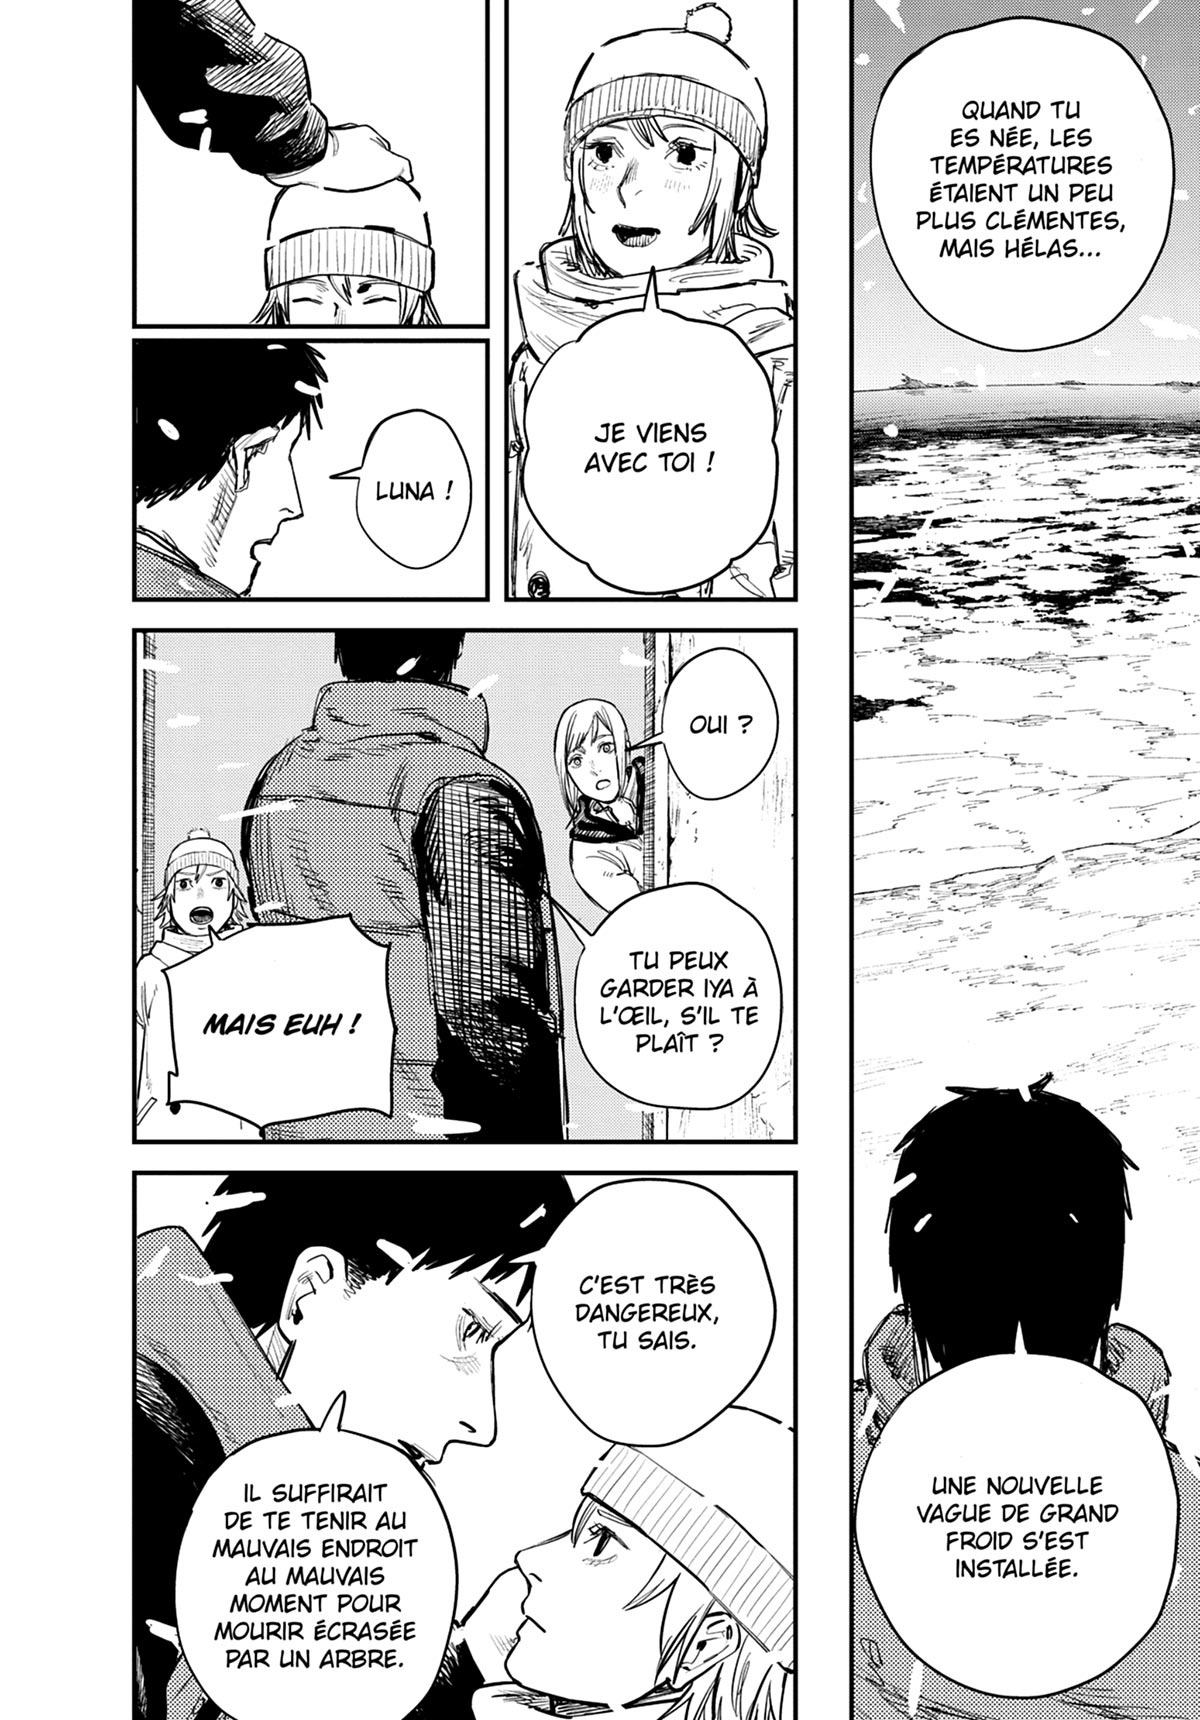 QUAND TU
ES NÉE, LES
TEMPÉRATURES
ÉTAIENT UN PEU
PLUS CLÉMENTES,
MAIS HÉLAS...
UNE NOUVELLE
VAGUE DE GRAND
FROID S'EST
INSTALLÉE.
JE VIENS
AVEC TOI !
LUNA !
OUI ?
TU PEUX
GARDER IYA À
L'ŒIL, S'IL TE
PLAÎT ?
MAIS EUH !
C'EST TRÈS
DANGEREUX,
TU SAIS.
IL SUFFIRAIT
DE TE TENIR AU
MAUVAIS ENDROIT
AU MAUVAIS
MOMENT POUR
MOURIR ÉCRASÉE
PAR UN ARBRE.